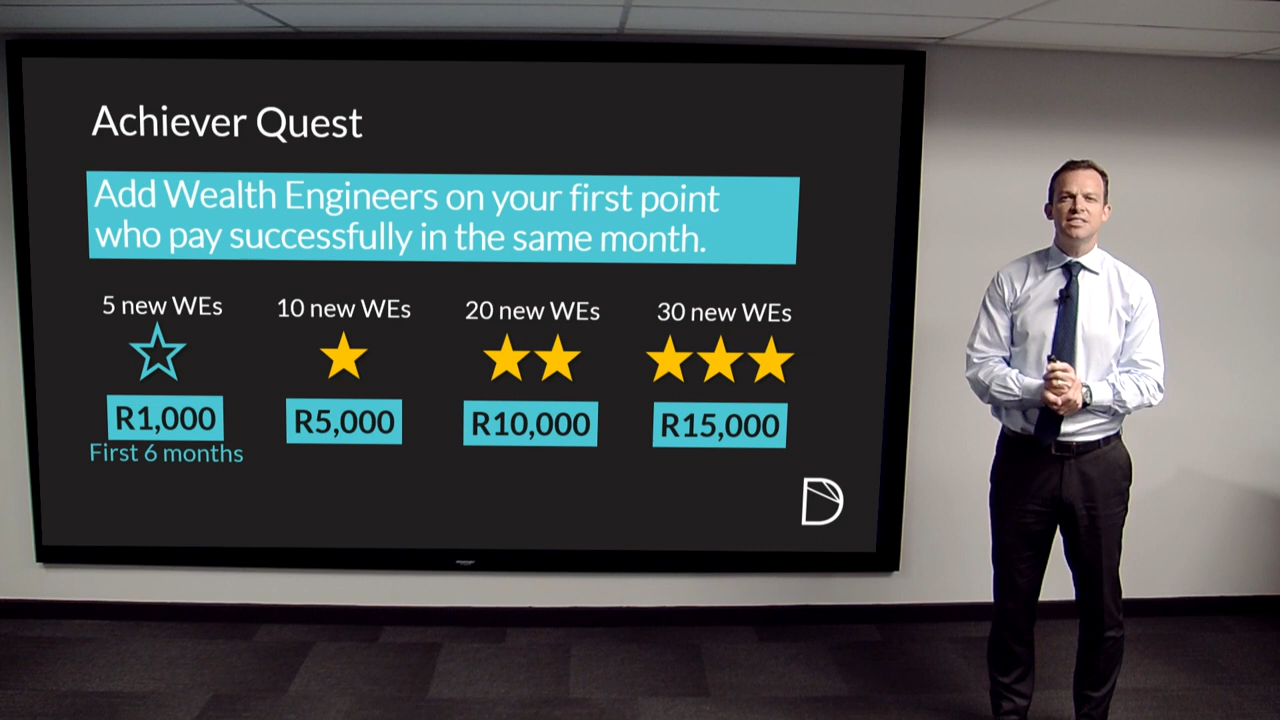 Achiever Quest
Add Wealth Engineers on your first point
who pay successfully in the same month.
5 new WEs
10 new WEs
20 new WEs
30 new WEs
R1,000
R5,000
R10,000
R15,000
First 6 months